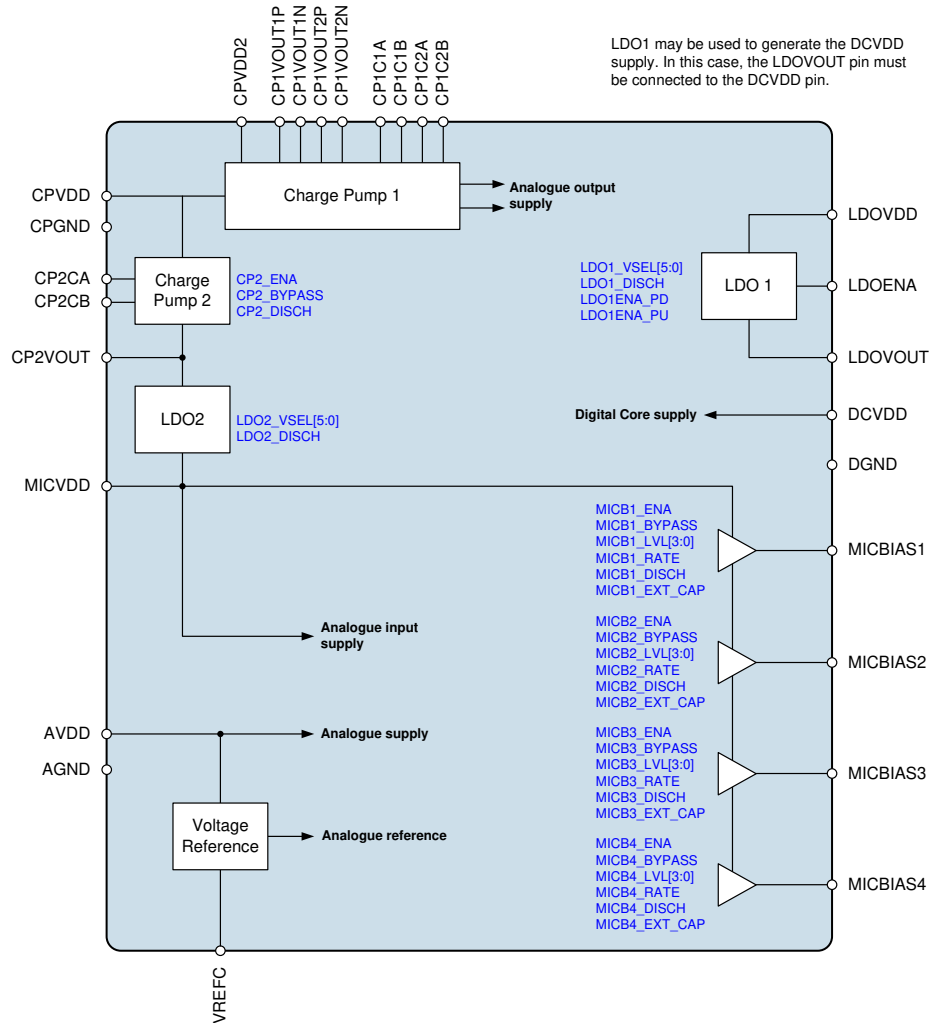 CPVDD2
CP1VOUT1P
CP1VOUT1N
CP1VOUT2P
CP1VOUT2N
CP1C1A
CP1C1B
CP1C2A
CP1C2B
LDO1 may be used to generate the DCVDD
supply. In this case, the LDOVOUT pin must
be connected to the DCVDD pin.
CPVDD
CPGND
CP2CA
CP2CB
CP2VOUT
MICVDD
AVDD
AGND
Charge Pump 1
Analogue output
supply
Charge
Pump 2
CP2_ENA
CP2_BYPASS
CP2_DISCH
LDO2
LDO2_VSEL[5:0]
LDO2_DISCH
LDO1_VSEL[5:0]
LDO1_DISCH
LDO1ENA_PD
LDO1ENA_PU
LDO 1
LDOVDD
LDOENA
LDOVOUT
Digital Core supply
DCVDD
DGND
MICB1_ENA
MICB1_BYPASS
MICB1_LVL[3:0]
MICB1_RATE
MICB1_DISCH
MICB1_EXT_CAP
MICBIAS1
Analogue input
supply
MICB2_ENA
MICB2_BYPASS
MICB2_LVL[3:0]
MICB2_RATE
MICB2_DISCH
MICB2_EXT_CAP
MICBIAS2
Analogue supply
MICB3_ENA
MICB3_BYPASS
MICB3_LVL[3:0]
MICB3_RATE
MICB3_DISCH
MICB3_EXT_CAP
MICBIAS3
Voltage
Reference
Analogue reference
MICB4_ENA
MICB4_BYPASS
MICB4_LVL[3:0]
MICB4_RATE
MICB4_DISCH
MICB4_EXT_CAP
MICBIAS4
VREFC